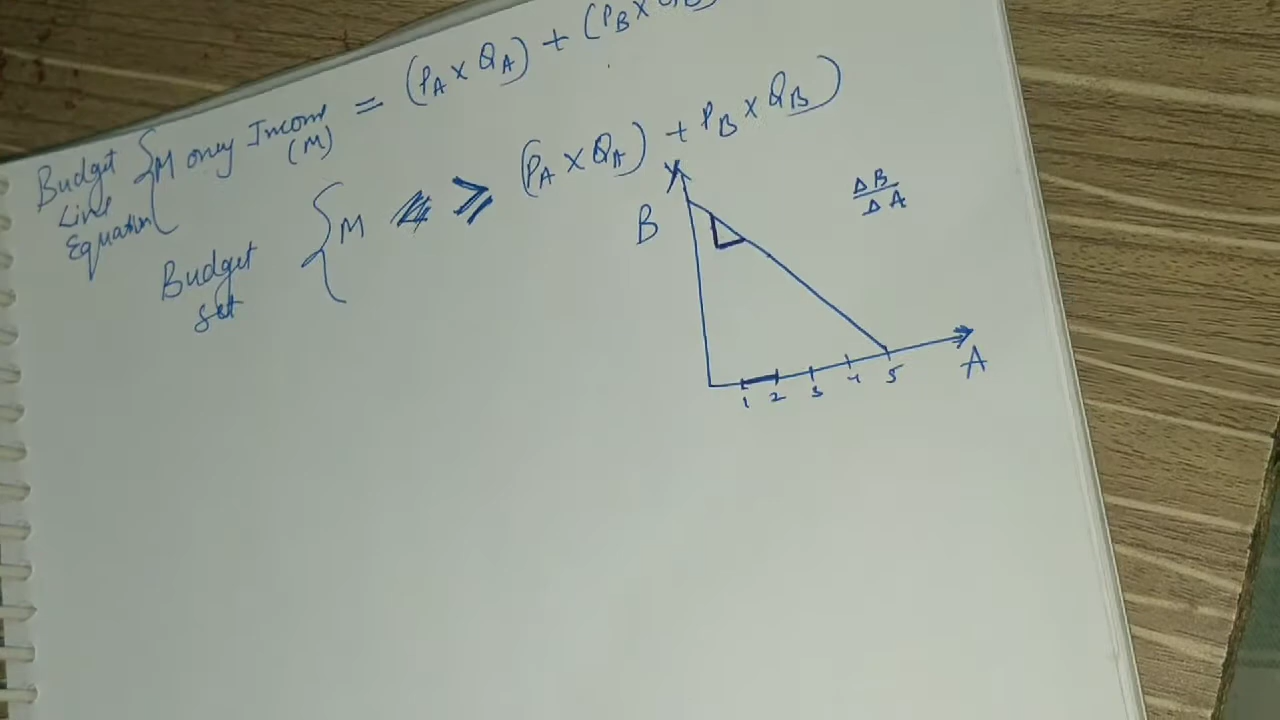 Budget Line Equation { Money Income (M) = (PA × QA) + (PB × QB)
Budget Set { M ≥ (PA × QA) + PB × QB)
Y
B
ΔB
ΔA
1 2 3 4 5
A